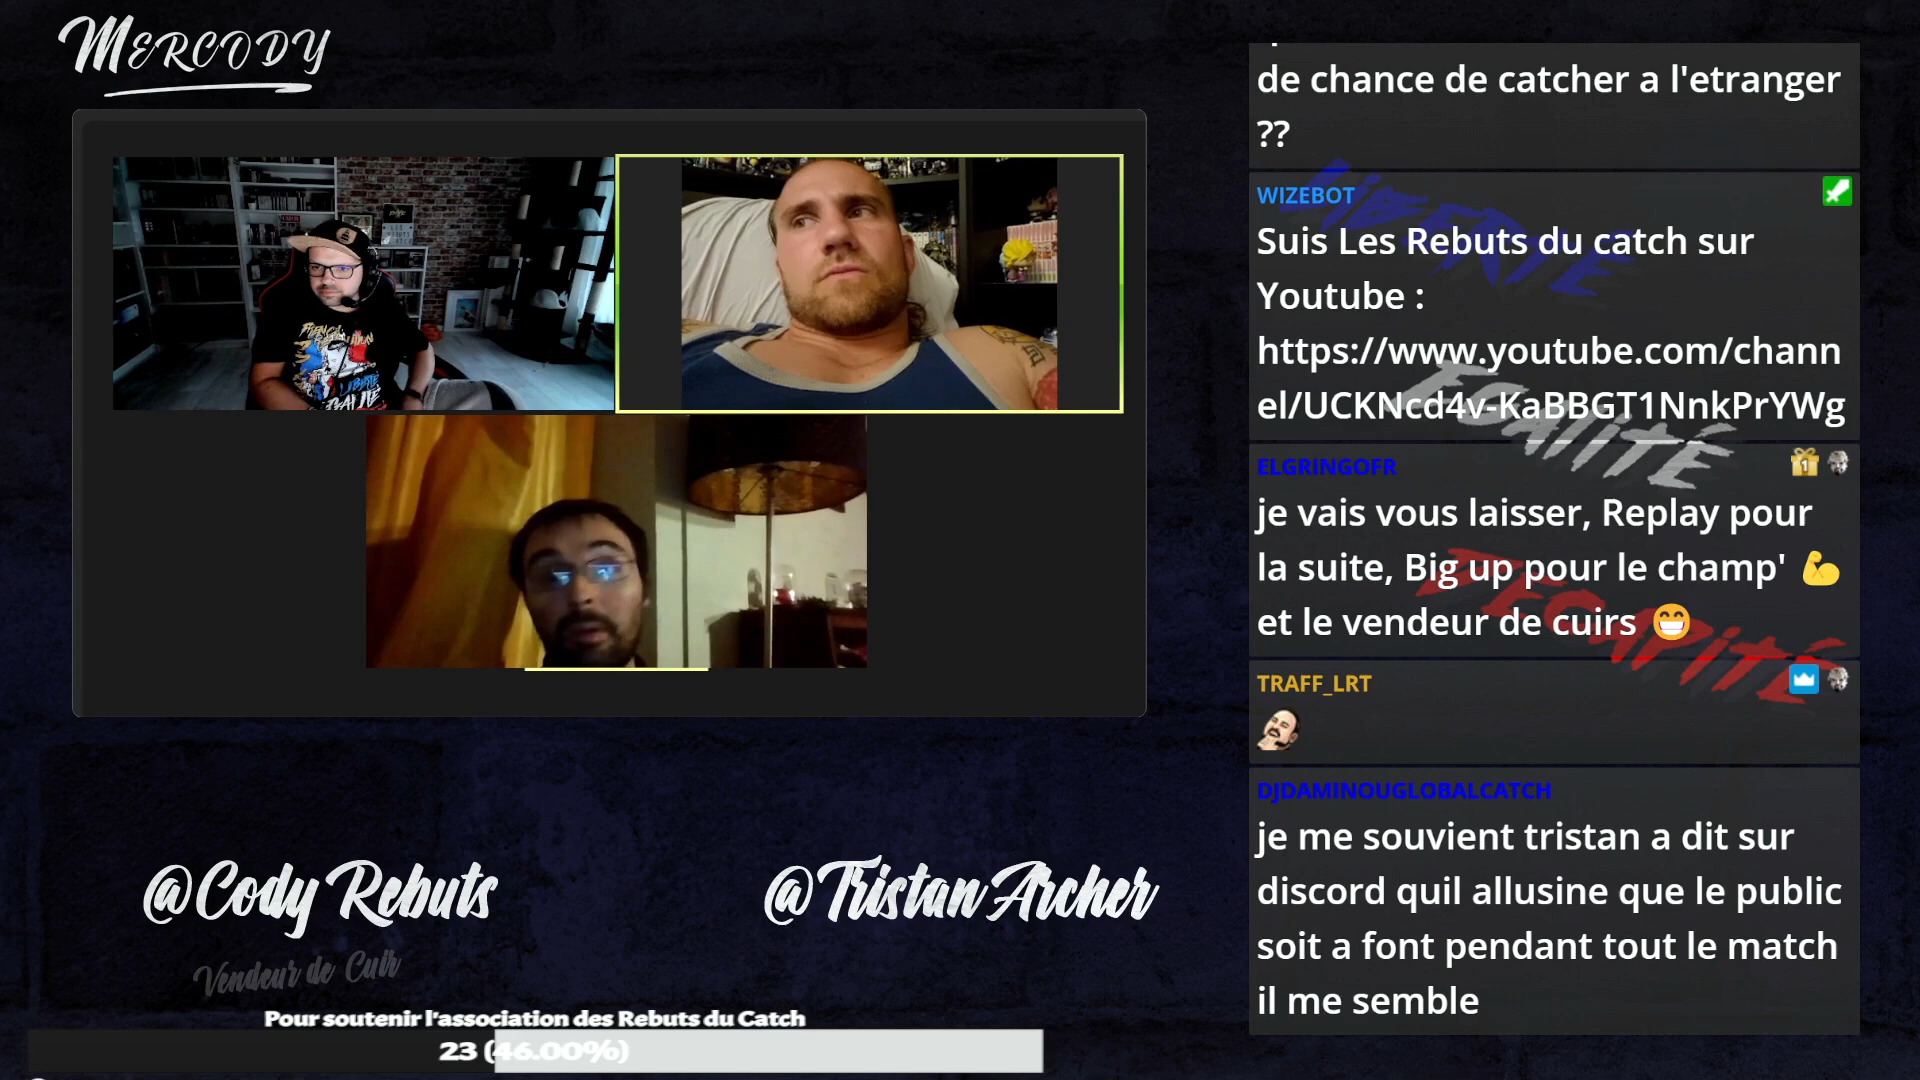 MERCODY
de chance de catcher a l'etranger
??
WIZEBOT
Suis Les Rebuts du catch sur
Youtube :
https://www.youtube.com/chann
el/UCKNcd4v-KaBBGT1NnkPrYWg
ELGRINGOFR
je vais vous laisser, Replay pour
la suite, Big up pour le champ' 💪
et le vendeur de cuirs 😁
TRAFF_LRT
DJDAMINOUGLOBALCATCH
je me souvient tristan a dit sur
discord quil allusine que le public
soit a font pendant tout le match
il me semble
LIBERTÉ
ÉGALITÉ
DÉCAPITÉ
@Cody Rebuts
@Tristan Archer
Vendeur de Cuir
Pour soutenir l'association des Rebuts du Catch
23 (46.00%)